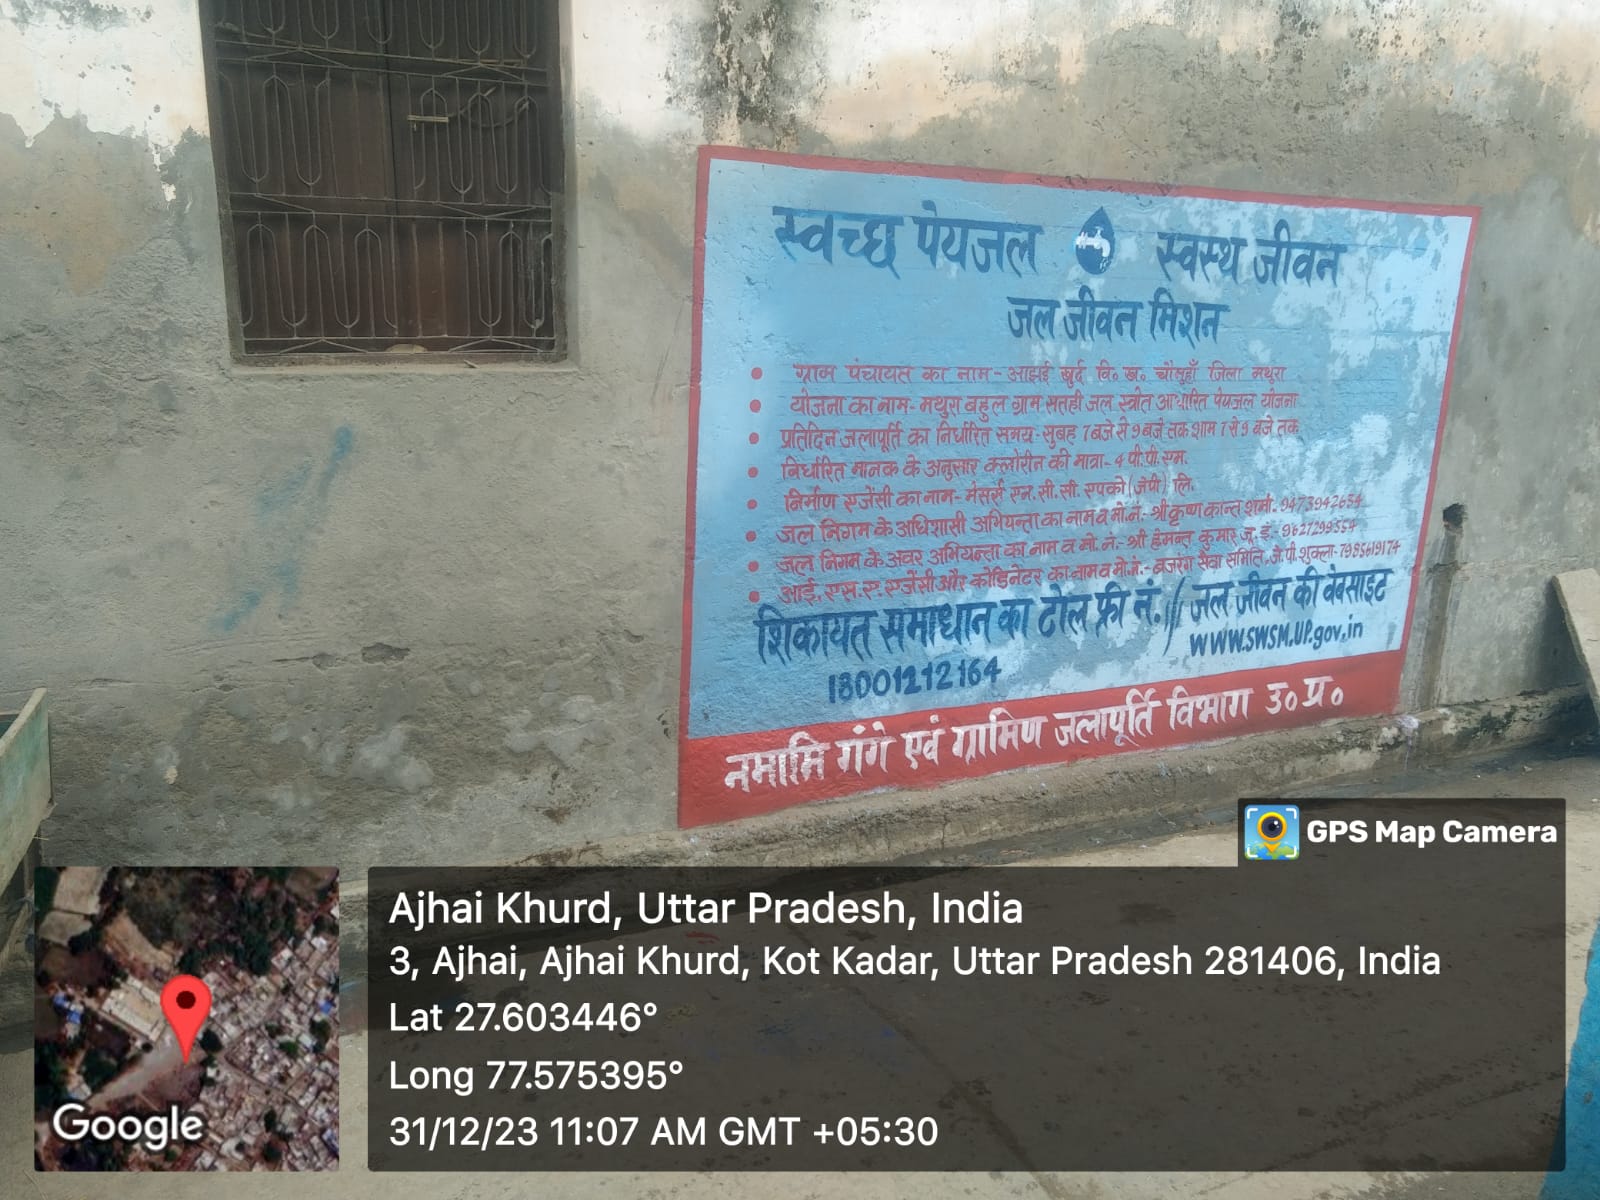 स्वच्छ पेयजल स्वस्थ जीवन
जल जीवन मिशन
• ग्राम पंचायत का नाम- आझई खुर्द वि० ख० चौमुहाँ जिला मथुरा
• योजना का नाम- मथुरा बहुल ग्राम सतही जल स्त्रीत आधारित पेयजल योजना
• प्रतिदिन जलापूर्ति का निर्धारित समय- सुबह 7 बजे से 9 बजे तक शाम 7 से 9 बजे तक
• निर्धारित मानक के अनुसार क्लोरीन की मात्रा- 4 पी.पी.एम.
• निर्माण एजेंसी का नाम- मेसर्स एन.सी.सी. एपको (जेपी) लि.
• जल निगम के अधिशासी अभियन्ता का नाम व मो.नं.- श्री कृष्ण कान्त शर्मा- 9473942654
• जल निगम के अवर अभियन्ता का नाम व मो. नं.- श्री हेमन्त कुमार जू. इं.- 9627299554
• आई. एस. ए. एजेंसी और कोडिनेटर का नाम व मो.नं.- बजरंग सेवा समिति, जे.पी. शुक्ला- 7985619174
शिकायत समाधान का टोल फ्री नं. // जल जीवन की वेबसाइट
18001212164 www.swsm.up.gov.in
नमामि गंगे एवं ग्रामिण जलापूर्ति विभाग उ० प्र०
GPS Map Camera
Ajhai Khurd, Uttar Pradesh, India
3, Ajhai, Ajhai Khurd, Kot Kadar, Uttar Pradesh 281406, India
Lat 27.603446°
Long 77.575395°
31/12/23 11:07 AM GMT +05:30
Google